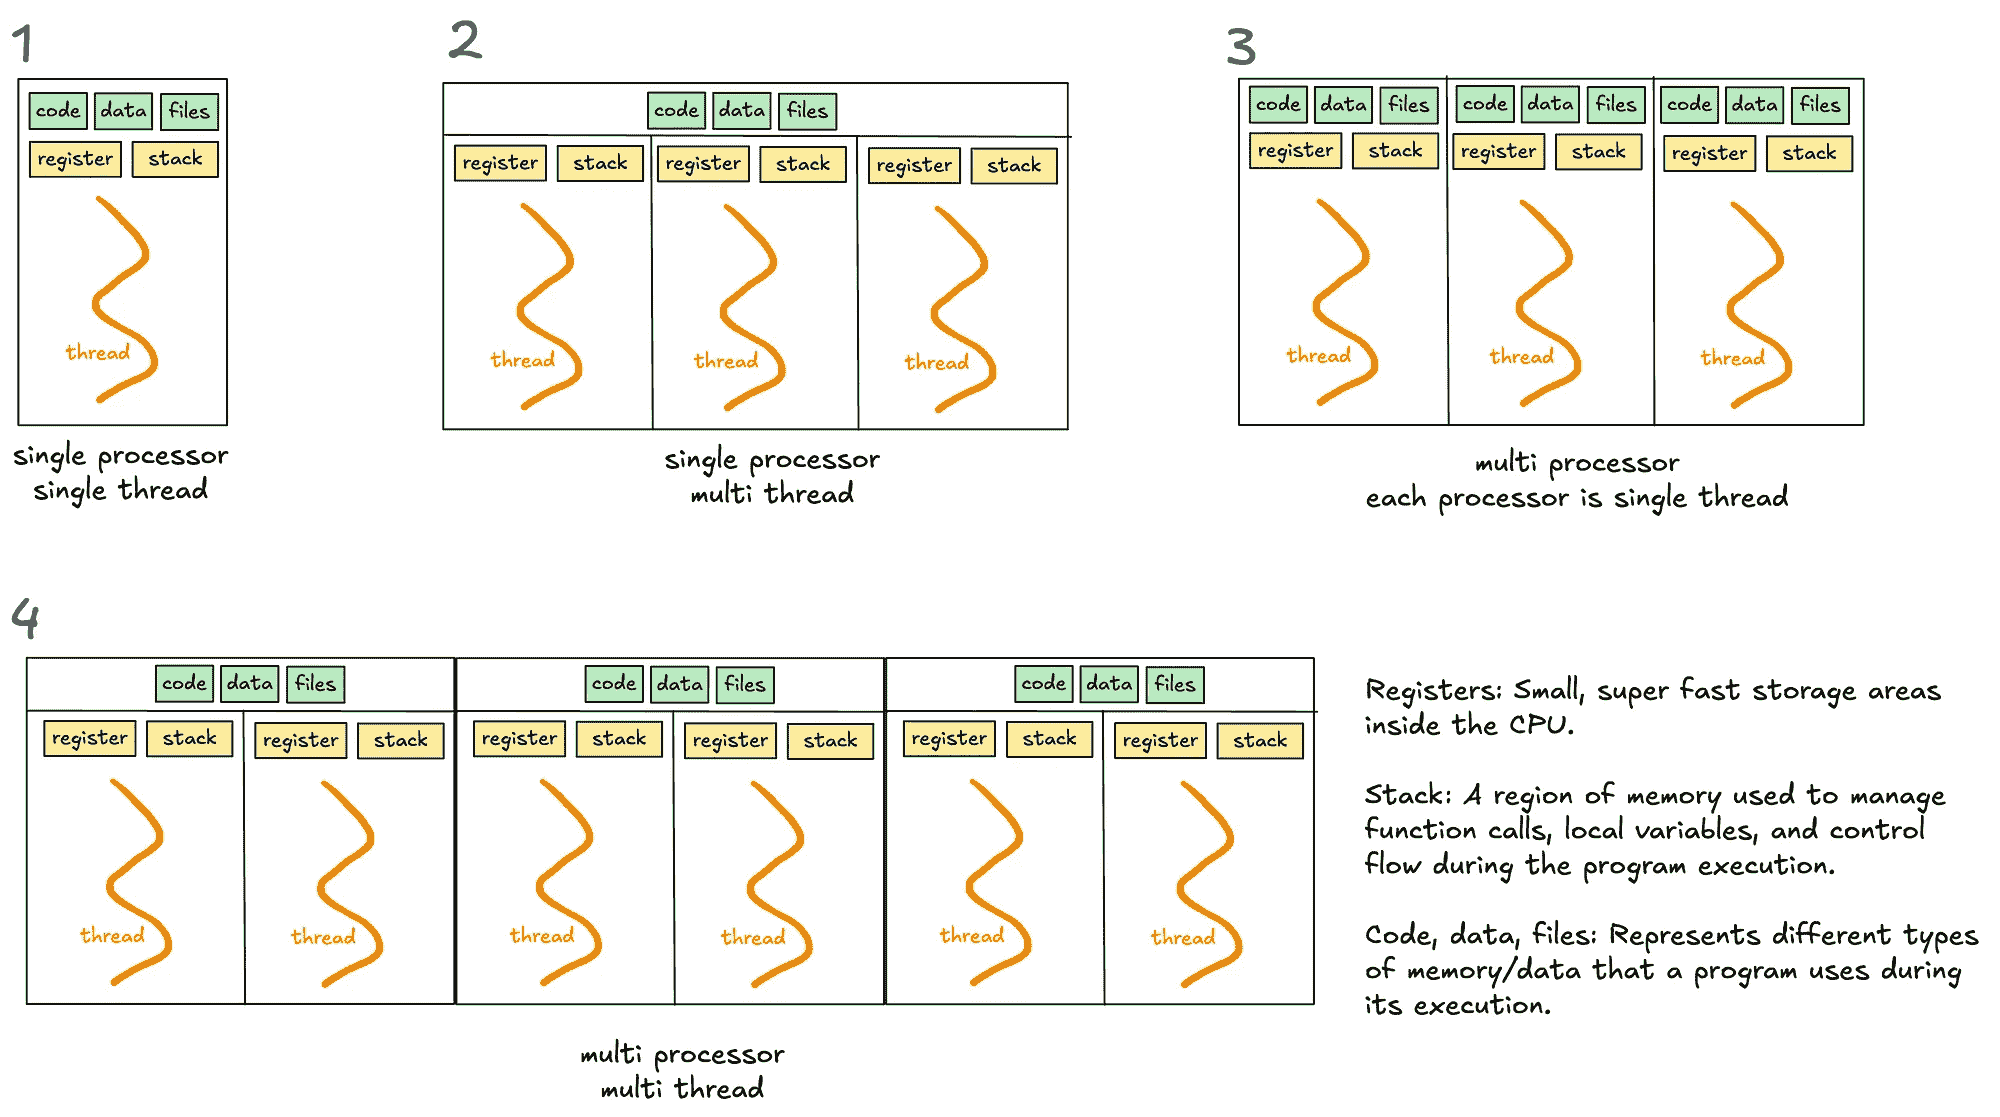 1
code data files
register stack
thread
single processor
single thread
2
code data files
register stack register stack register stack
thread thread thread
single processor
multi thread
3
code data files code data files code data files
register stack register stack register stack
thread thread thread
multi processor
each processor is single thread
4
code data files code data files code data files
register stack register stack register stack register stack register stack register stack
thread thread thread thread thread thread
multi processor
multi thread
Registers: Small, super fast storage areas
inside the CPU.
Stack: A region of memory used to manage
function calls, local variables, and control
flow during the program execution.
Code, data, files: Represents different types
of memory/data that a program uses during
its execution.